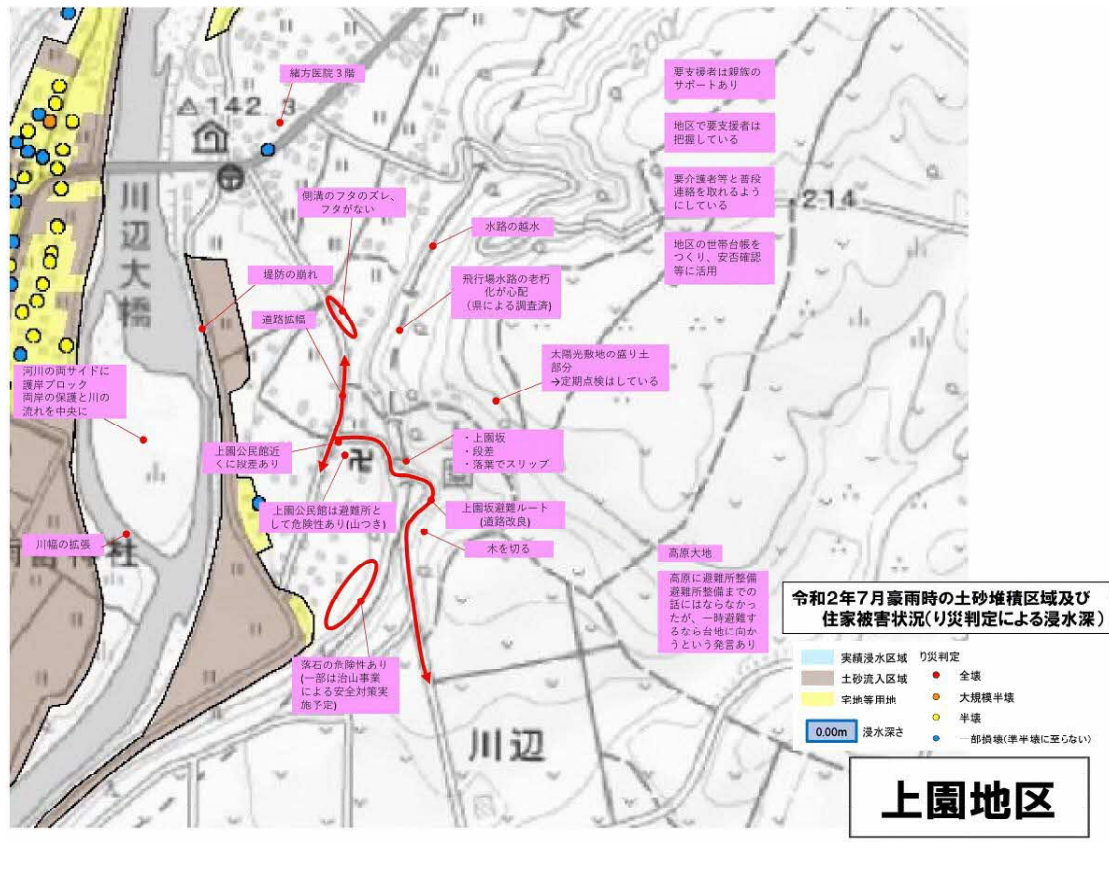 緒方医院3階
142.3
側溝のフタのズレ、
フタがない
水路の越水
堤防の崩れ
飛行場水路の老朽
化が心配
(県による調査済)
道路拡幅
太陽光敷地の盛り土
部分
→定期点検はしている
河川の両サイドに
護岸ブロック
両岸の保護と川の
流れを中央に
上園公民館近
くに段差あり
・上園坂
・段差
・落葉でスリップ
上園公民館は避難所と
して危険性あり(山つき)
上園坂避難ルート
(道路改良)
川幅の拡張
木を切る
落石の危険性あり
(一部は治山事業
による安全対策実
施予定)
要支援者は親族の
サポートあり
地区で要支援者は
把握している
要介護者等と普段
連絡を取れるよう
にしている
地区の世帯台帳を
つくり、安否確認
等に活用
高原大地
高原に避難所整備
避難所整備までの
話にはならなかっ
たが、一時避難す
るなら台地に向か
うという発言あり
川辺大橋
200
214
川辺
令和2年7月豪雨時の土砂堆積区域及び
住家被害状況(り災判定による浸水深)
実績浸水区域
土砂流入区域
宅地等用地
0.00m 浸水深さ
り災判定
全壊
大規模半壊
半壊
一部損壊(準半壊に至らない)
上園地区